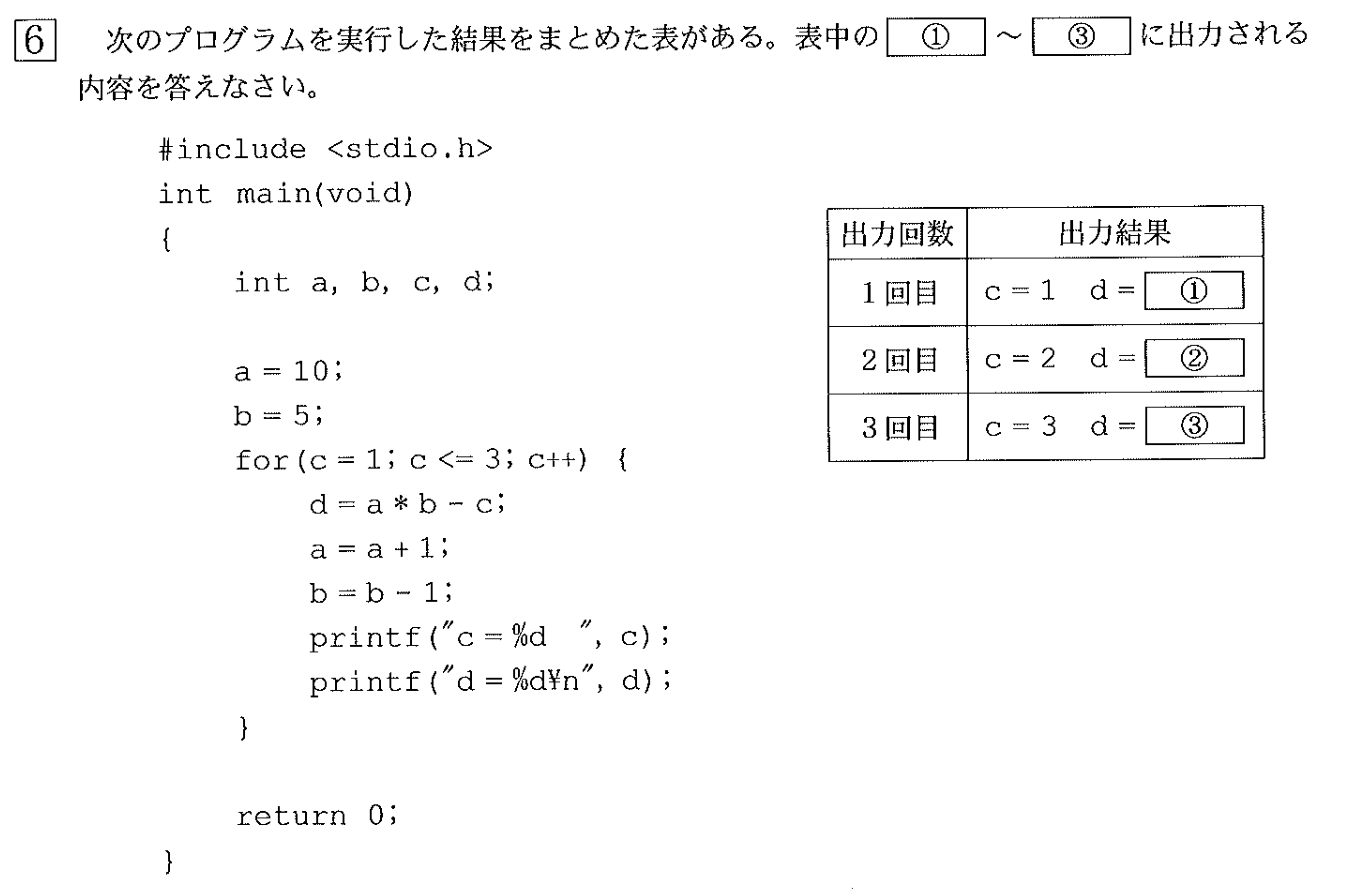 6 次のプログラムを実行した結果をまとめた表がある。表中の ① ～ ③ に出力される
内容を答えなさい。
#include <stdio.h>
int main(void)
{
int a, b, c, d;
a = 10;
b = 5;
for(c = 1; c <= 3; c++) {
d = a * b - c;
a = a + 1;
b = b - 1;
printf("c = %d  ", c);
printf("d = %d¥n", d);
}
return 0;
}
出力回数 出力結果
1回目 c = 1 d = ①
2回目 c = 2 d = ②
3回目 c = 3 d = ③